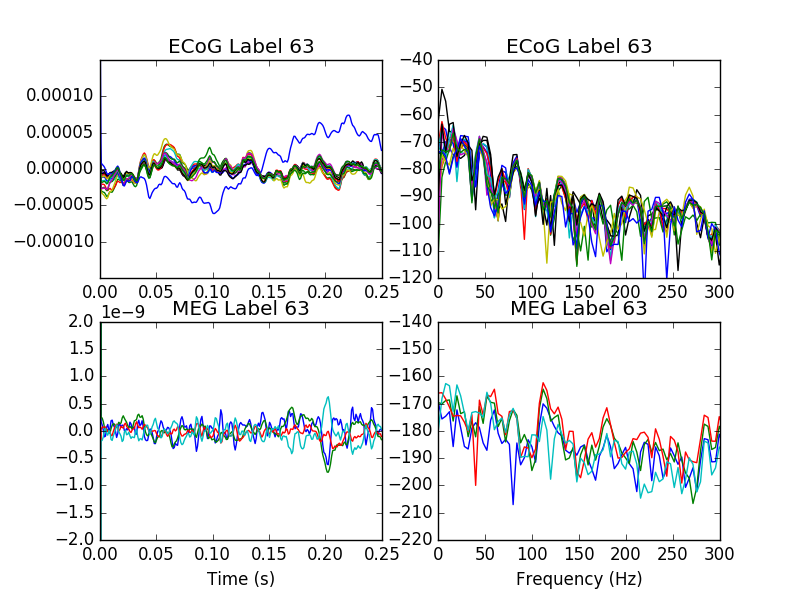 ECoG Label 63
0.00010
0.00005
0.00000
−0.00005
−0.00010
0.00 0.05 0.10 0.15 0.20 0.25
ECoG Label 63
−40
−50
−60
−70
−80
−90
−100
−110
−120
0 50 100 150 200 250 300
1e−9
MEG Label 63
2.0
1.5
1.0
0.5
0.0
−0.5
−1.0
−1.5
−2.0
0.00 0.05 0.10 0.15 0.20 0.25
Time (s)
MEG Label 63
−140
−150
−160
−170
−180
−190
−200
−210
−220
0 50 100 150 200 250 300
Frequency (Hz)